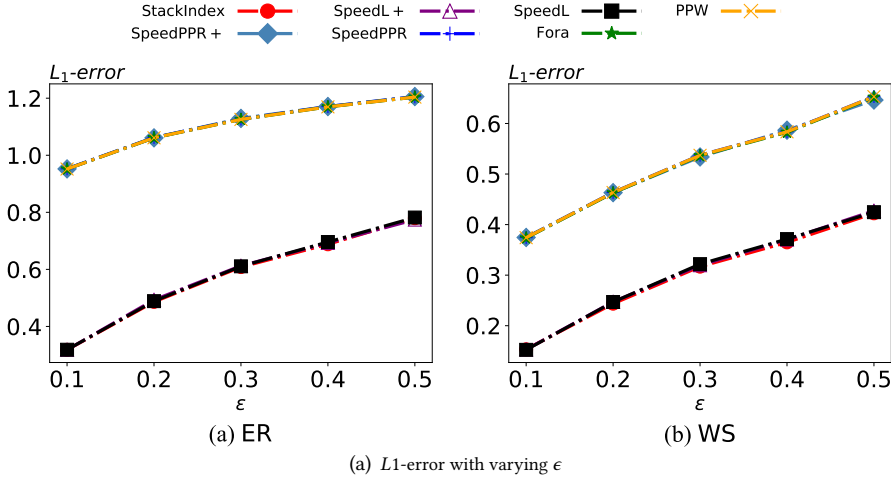 StackIndex SpeedL + SpeedL PPW
SpeedPPR + SpeedPPR Fora
L1-error L1-error
1.2
1.0
0.8
0.6
0.4
0.1 0.2 0.3 0.4 0.5
ε
0.6
0.5
0.4
0.3
0.2
0.1 0.2 0.3 0.4 0.5
ε
(a) ER (b) WS
(a) L1-error with varying ϵ